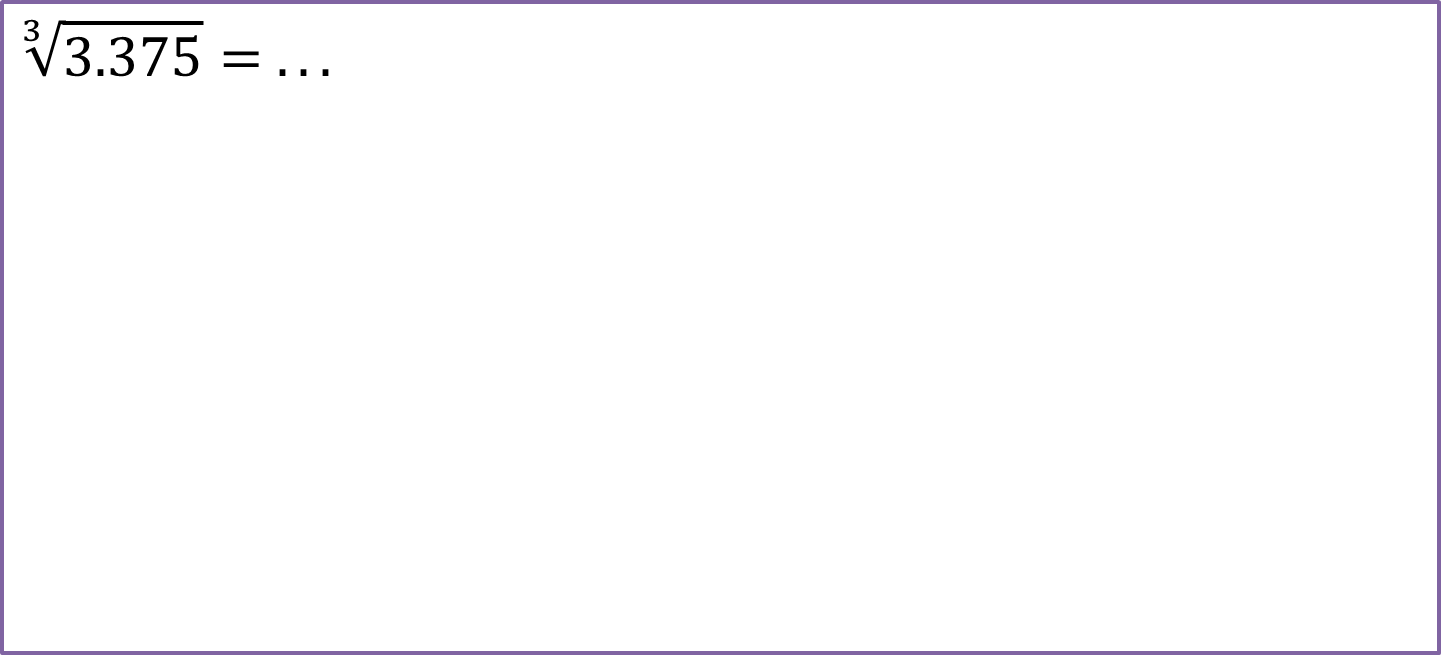 ∛3.375 = ...